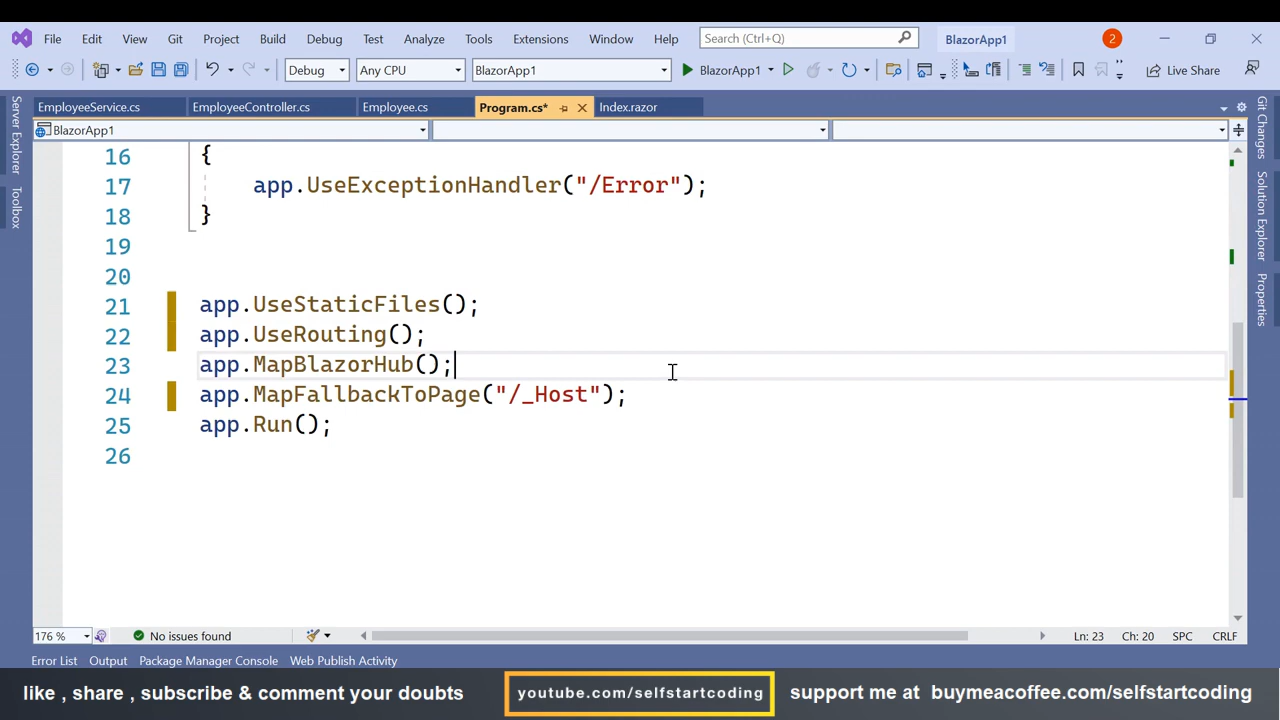 File Edit View Git Project Build Debug Test Analyze Tools Extensions Window Help Search (Ctrl+Q) BlazorApp1 2
Debug Any CPU BlazorApp1 BlazorApp1 Live Share
EmployeeService.cs EmployeeController.cs Employee.cs Program.cs* Index.razor
BlazorApp1
Server Explorer
Toolbox
16 {
17 app.UseExceptionHandler("/Error");
18 }
19
20
21 app.UseStaticFiles();
22 app.UseRouting();
23 app.MapBlazorHub();
24 app.MapFallbackToPage("/_Host");
25 app.Run();
26
Git Changes
Solution Explorer
Properties
176 % No issues found Ln: 23 Ch: 20 SPC CRLF
Error List Output Package Manager Console Web Publish Activity
like , share , subscribe & comment your doubts youtube.com/selfstartcoding support me at buymeacoffee.com/selfstartcoding